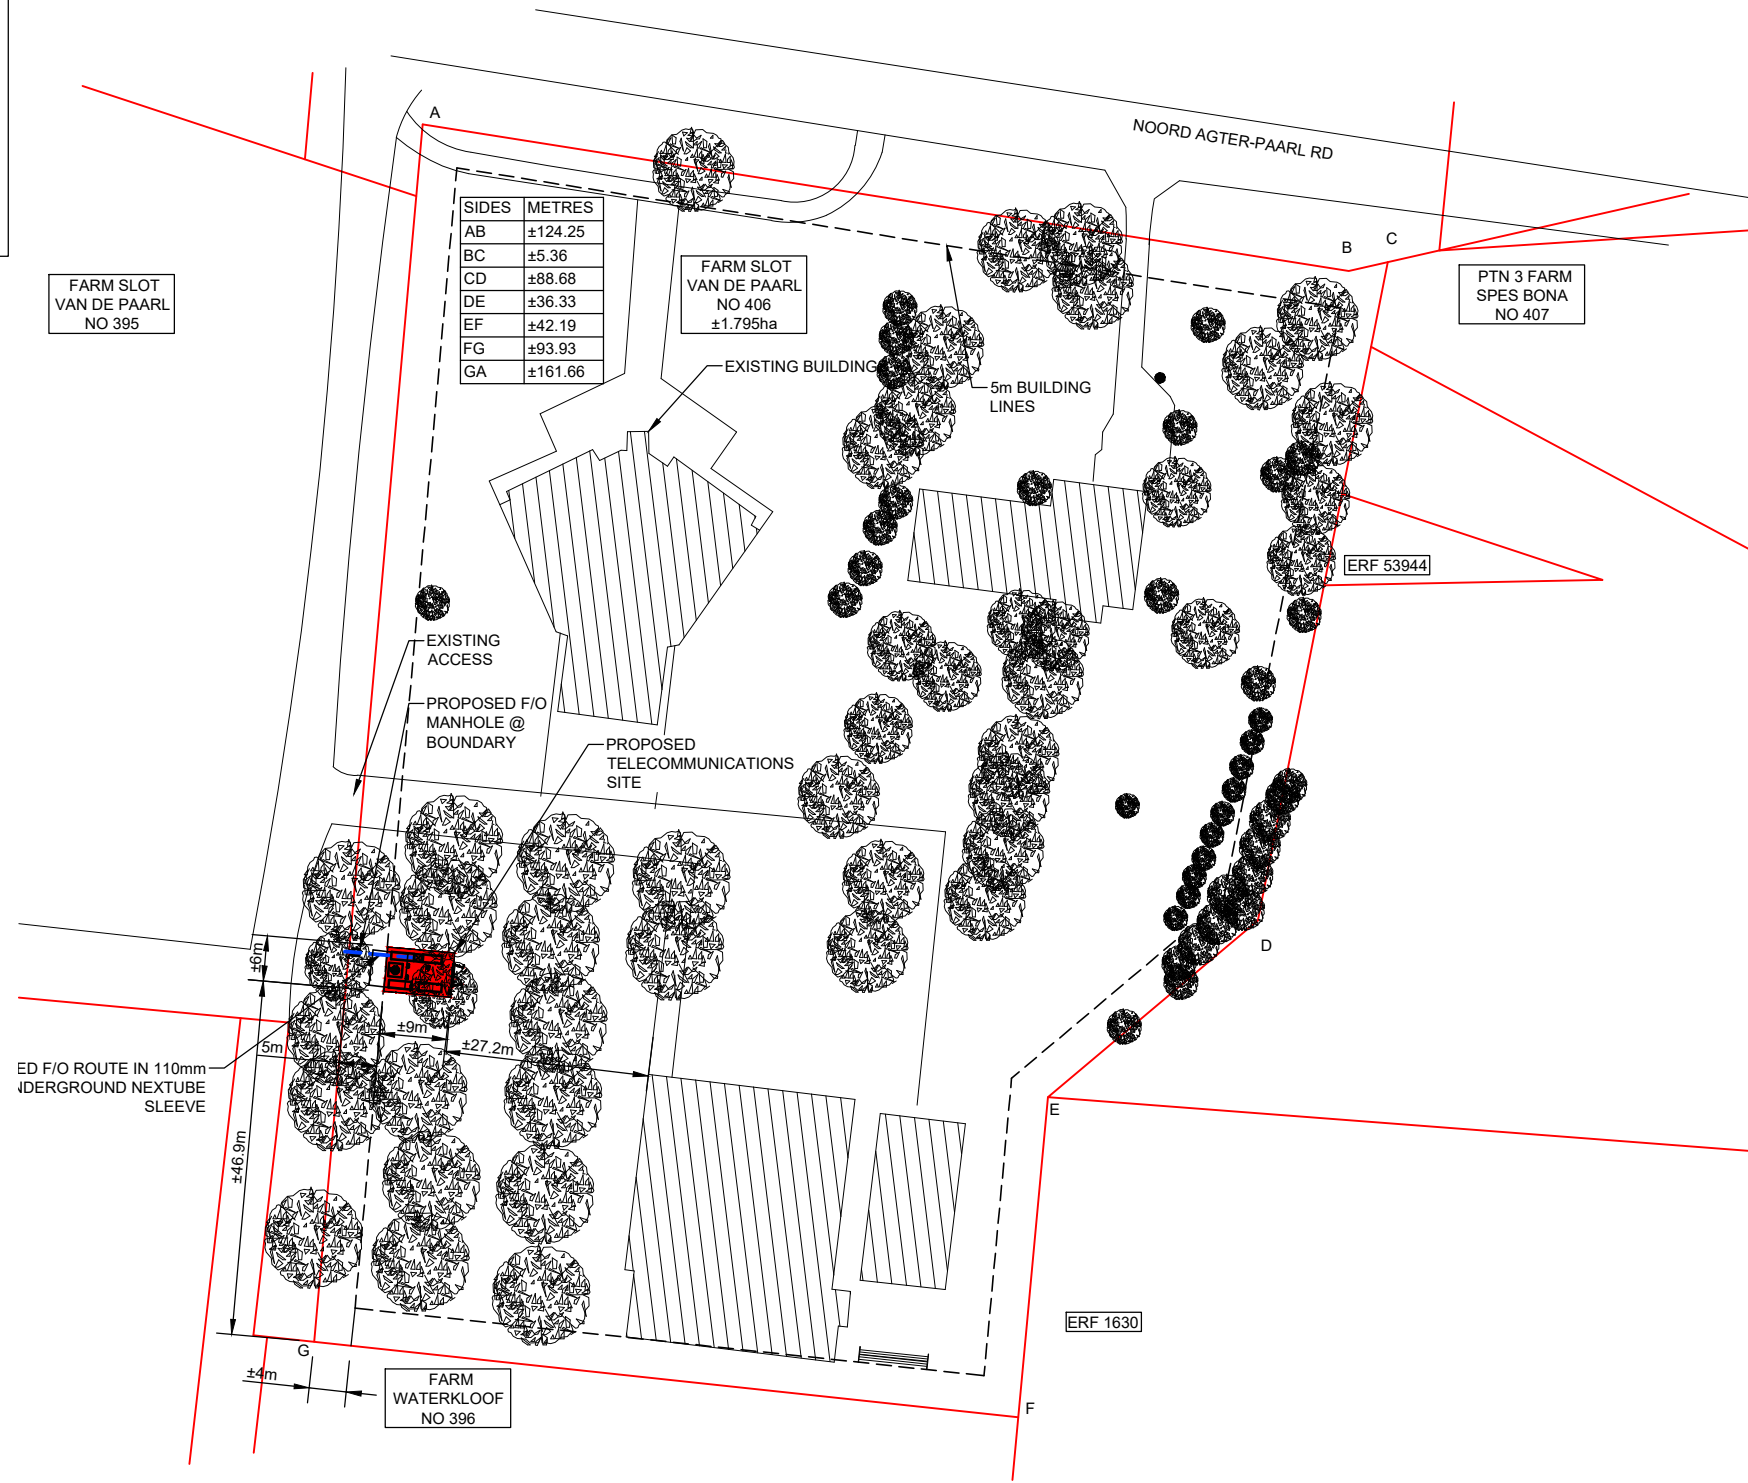 A
NOORD AGTER-PAARL RD
B
C
SIDES METRES
AB ±124.25
BC ±5.36
CD ±88.68
DE ±36.33
EF ±42.19
FG ±93.93
GA ±161.66
FARM SLOT
VAN DE PAARL
NO 395
FARM SLOT
VAN DE PAARL
NO 406
±1.795ha
PTN 3 FARM
SPES BONA
NO 407
EXISTING BUILDING
5m BUILDING
LINES
ERF 53944
EXISTING
ACCESS
PROPOSED F/O
MANHOLE @
BOUNDARY
PROPOSED
TELECOMMUNICATIONS
SITE
D
±6m
±9m
±27.2m
5m
ED F/O ROUTE IN 110mm
NDERGROUND NEXTUBE
SLEEVE
±46.9m
E
ERF 1630
G
±4m
FARM
WATERKLOOF
NO 396
F